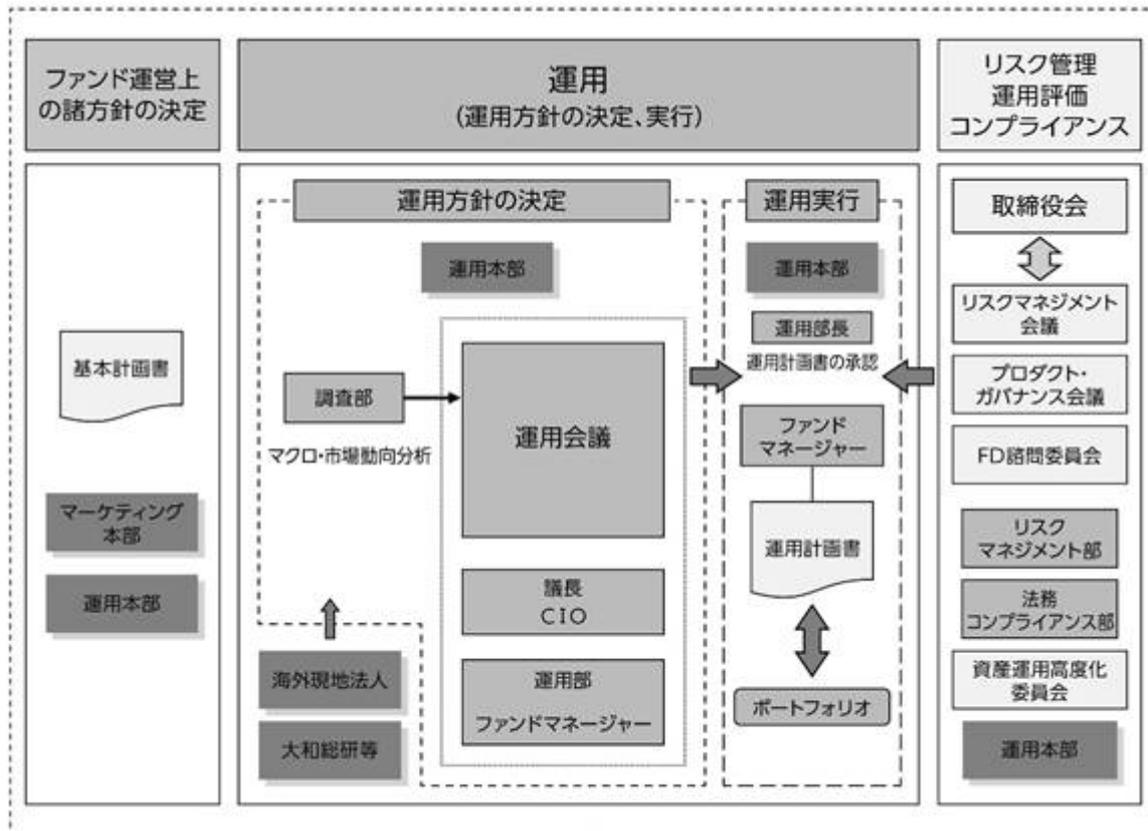 ファンド運営上
の諸方針の決定
運用
(運用方針の決定、実行)
リスク管理
運用評価
コンプライアンス
基本計画書
マーケティング
本部
運用本部
運用方針の決定
運用本部
調査部
マクロ・市場動向分析
運用会議
議長
CIO
運用部
ファンドマネージャー
海外現地法人
大和総研等
運用実行
運用本部
運用部長
運用計画書の承認
ファンド
マネージャー
運用計画書
ポートフォリオ
取締役会
リスクマネジメント
会議
プロダクト・
ガバナンス会議
FD諮問委員会
リスク
マネジメント部
法務
コンプライアンス部
資産運用高度化
委員会
運用本部